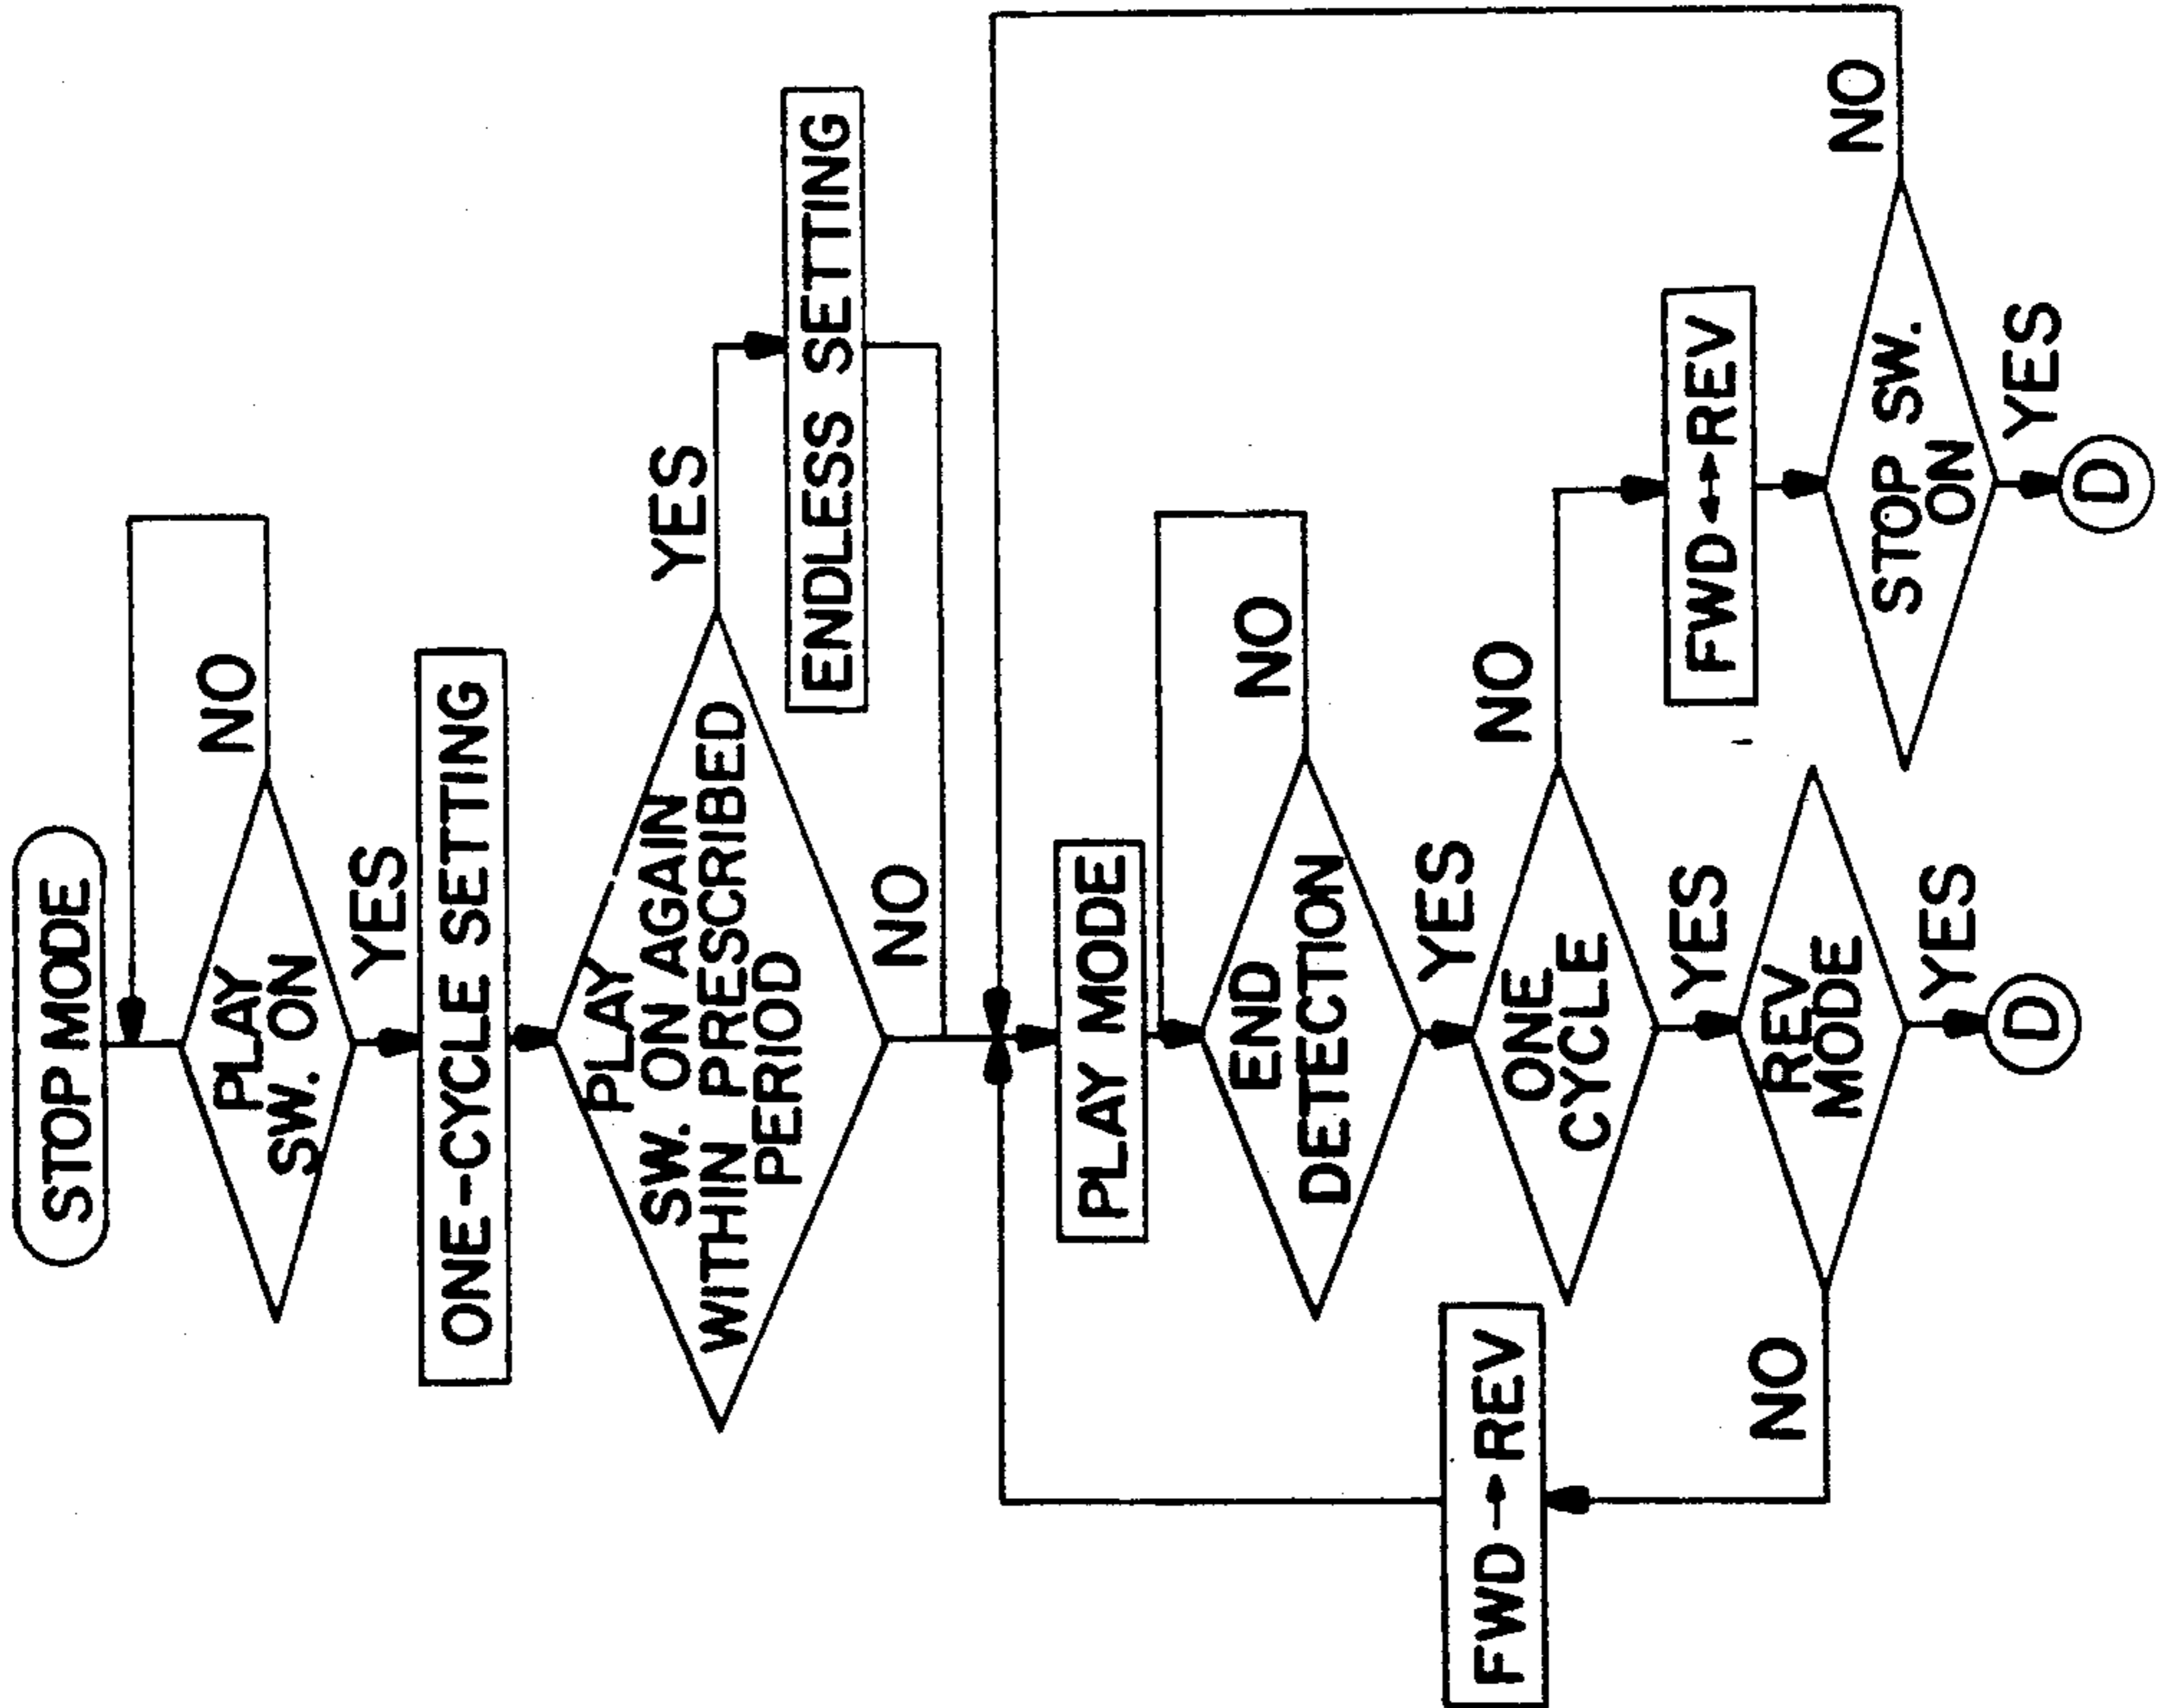 STOP MODE
PLAY
SW. ON
NO
YES
ONE-CYCLE SETTING
PLAY
SW. ON AGAIN
WITHIN PRESCRIBED
PERIOD
YES
NO
ENDLESS SETTING
PLAY MODE
END
DETECTION
NO
YES
ONE
CYCLE
NO
YES
FWD→REV
REV
MODE
NO
YES
D
FWD↔REV
STOP SW.
ON
NO
YES
D